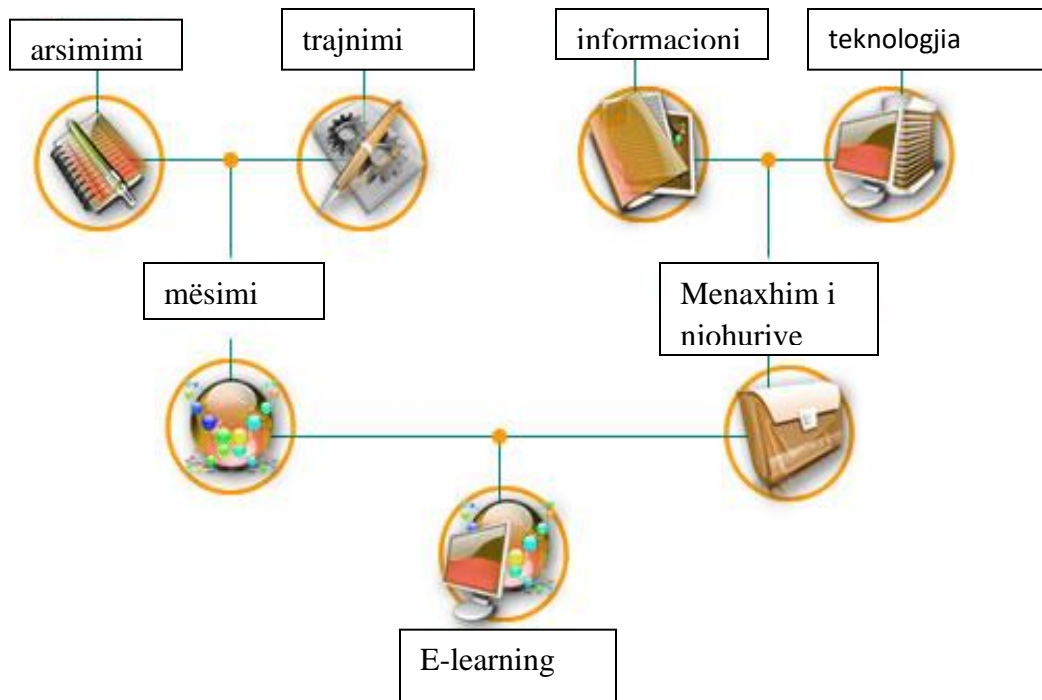 arsimimi
trajnimi
informacioni
teknologjia
mësimi
Menaxhim i
njohurive
E-learning